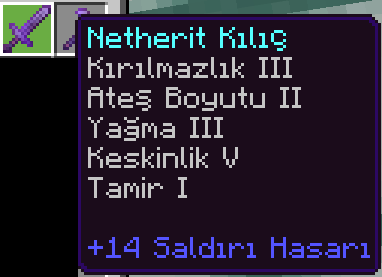 Netherit Kılıç
Kırılmazlık III
Ateş Boyutu II
Yağma III
Keskinlik V
Tamir I
+14 Saldırı Hasarı